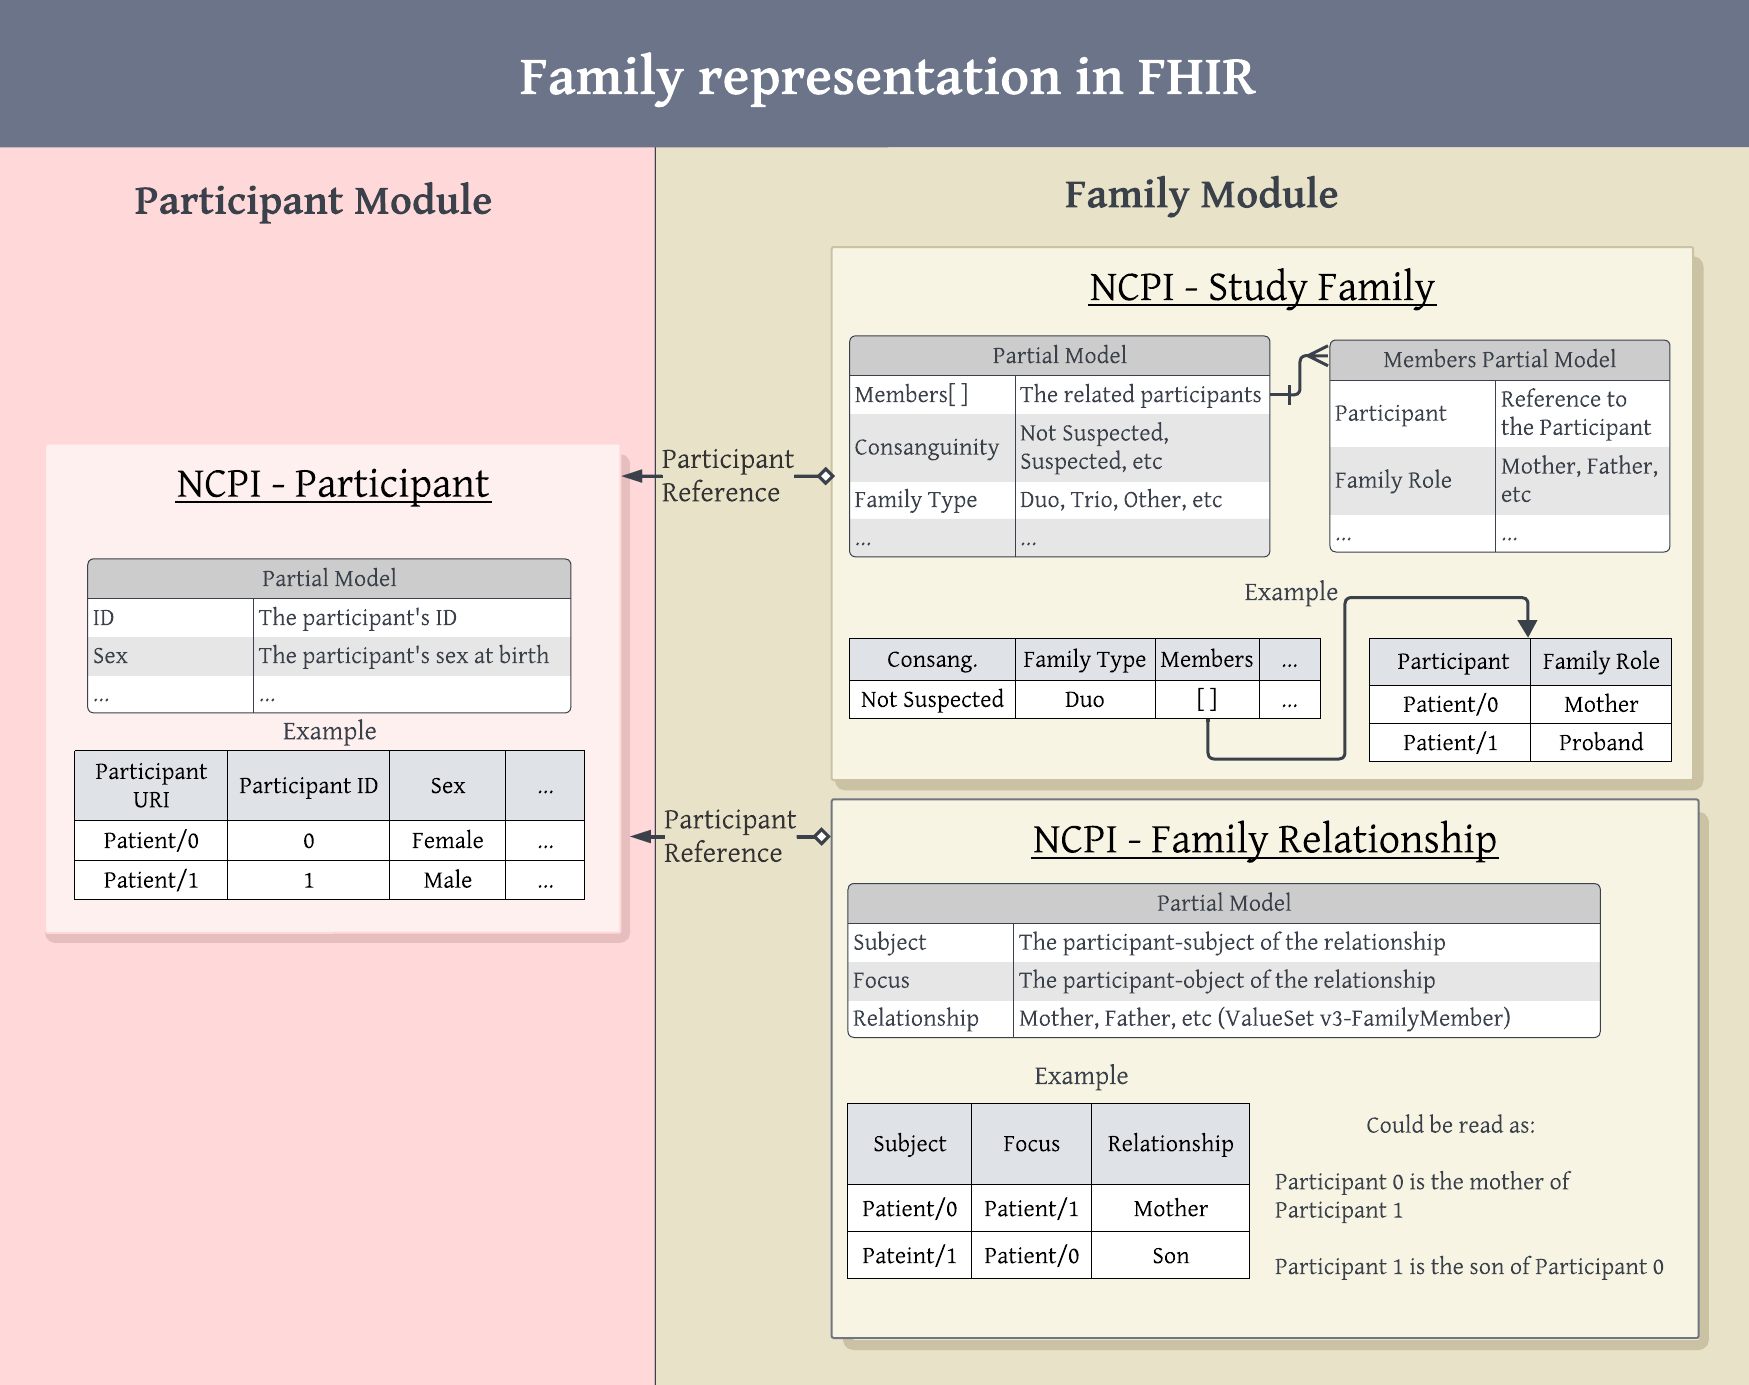 Family representation in FHIR
Participant Module
NCPI - Participant
Partial Model
ID The participant's ID
Sex The participant's sex at birth
... ...
Example
Participant
URI Participant ID Sex ...
Patient/0 0 Female ...
Patient/1 1 Male ...
Participant
Reference
Participant
Reference
Family Module
NCPI - Study Family
Partial Model
Members[ ] The related participants
Consanguinity Not Suspected,
Suspected, etc
Family Type Duo, Trio, Other, etc
... ...
Members Partial Model
Participant Reference to
the Participant
Family Role Mother, Father,
etc
... ...
Example
Consang. Family Type Members ...
Not Suspected Duo [ ] ...
Participant Family Role
Patient/0 Mother
Patient/1 Proband
NCPI - Family Relationship
Partial Model
Subject The participant-subject of the relationship
Focus The participant-object of the relationship
Relationship Mother, Father, etc (ValueSet v3-FamilyMember)
Example
Subject Focus Relationship
Patient/0 Patient/1 Mother
Pateint/1 Patient/0 Son
Could be read as:
Participant 0 is the mother of
Participant 1
Participant 1 is the son of Participant 0